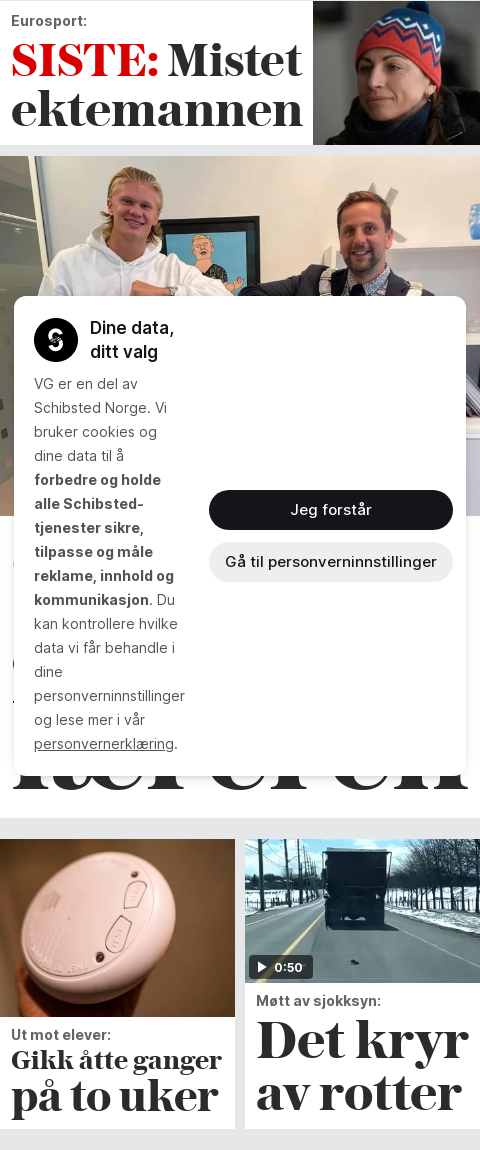 Eurosport:
SISTE: Mistet
ektemannen
Dine data,
ditt valg
VG er en del av
Schibsted Norge. Vi
bruker cookies og
dine data til å
forbedre og holde
alle Schibsted-
tjenester sikre,
tilpasse og måle
reklame, innhold og
kommunikasjon. Du
kan kontrollere hvilke
data vi får behandle i
dine
personverninnstillinger
og lese mer i vår
personvernerklæring.
Jeg forstår
Gå til personverninnstillinger
Ut mot elever:
Gikk åtte ganger
på to uker
0:50
Møtt av sjokksyn:
Det kryr
av rotter